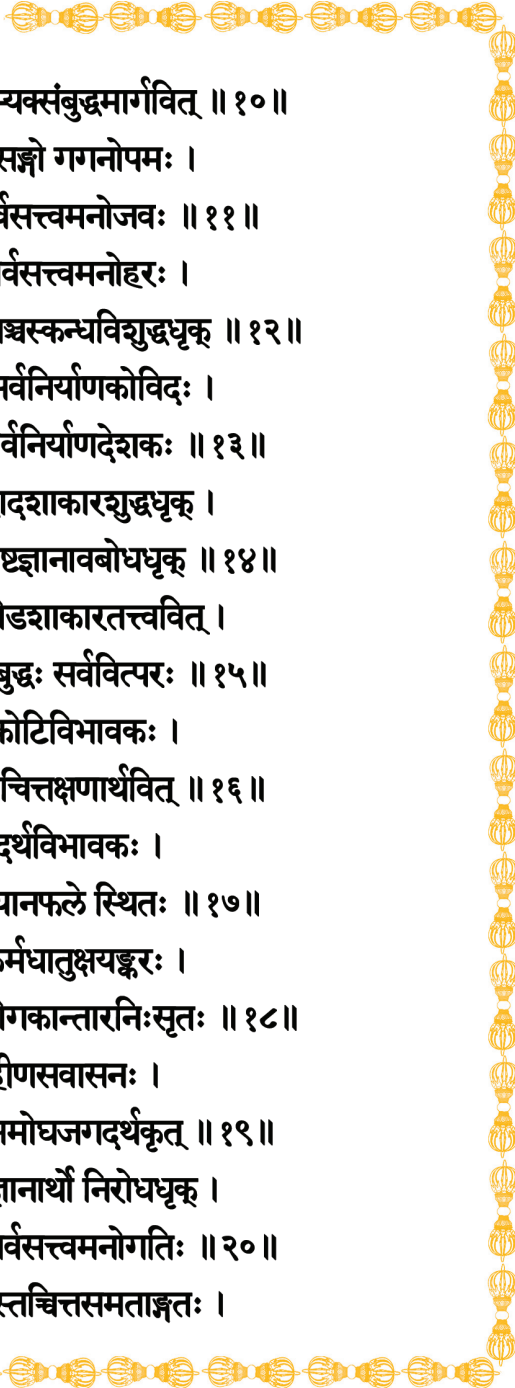 म्यक्संबुद्धमार्गवित् ॥१०॥
सङ्गो गगनोपमः ।
र्वसत्त्वमनोजवः ॥११॥
र्वसत्त्वमनोहरः ।
ञ्चस्कन्धविशुद्धधृक् ॥१२॥
सर्वनिर्याणकोविदः ।
र्वनिर्याणदेशकः ॥१३॥
ादशाकारशुद्धधृक् ।
ष्टज्ञानावबोधधृक् ॥१४॥
ोडशाकारतत्त्ववित् ।
बुद्धः सर्ववित्परः ॥१५॥
कोटिविभावकः ।
चित्तक्षणार्थवित् ॥१६॥
दर्थविभावकः ।
यानफले स्थितः ॥१७॥
कर्मधातुक्षयङ्करः ।
ोगकान्तारनिःसृतः ॥१८॥
हीणसवासनः ।
मोघजगदर्थकृत् ॥१९॥
ज्ञानार्थो निरोधधृक् ।
र्वसत्त्वमनोगतिः ॥२०॥
स्तच्चित्तसमताङ्गतः ।